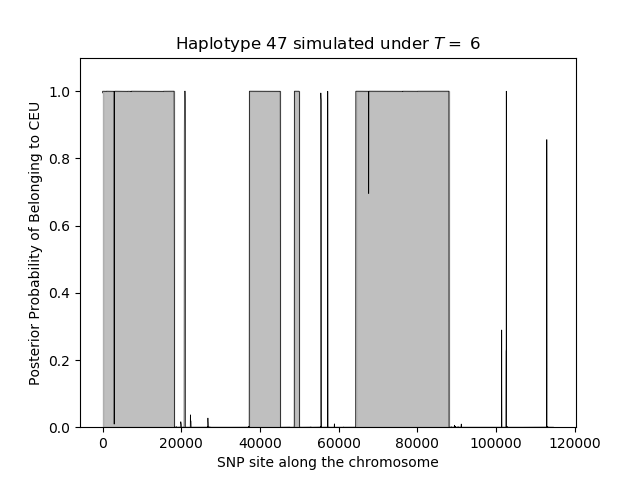 Haplotype 47 simulated under T = 6
Posterior Probability of Belonging to CEU
1.0
0.8
0.6
0.4
0.2
0.0
0 20000 40000 60000 80000 100000 120000
SNP site along the chromosome